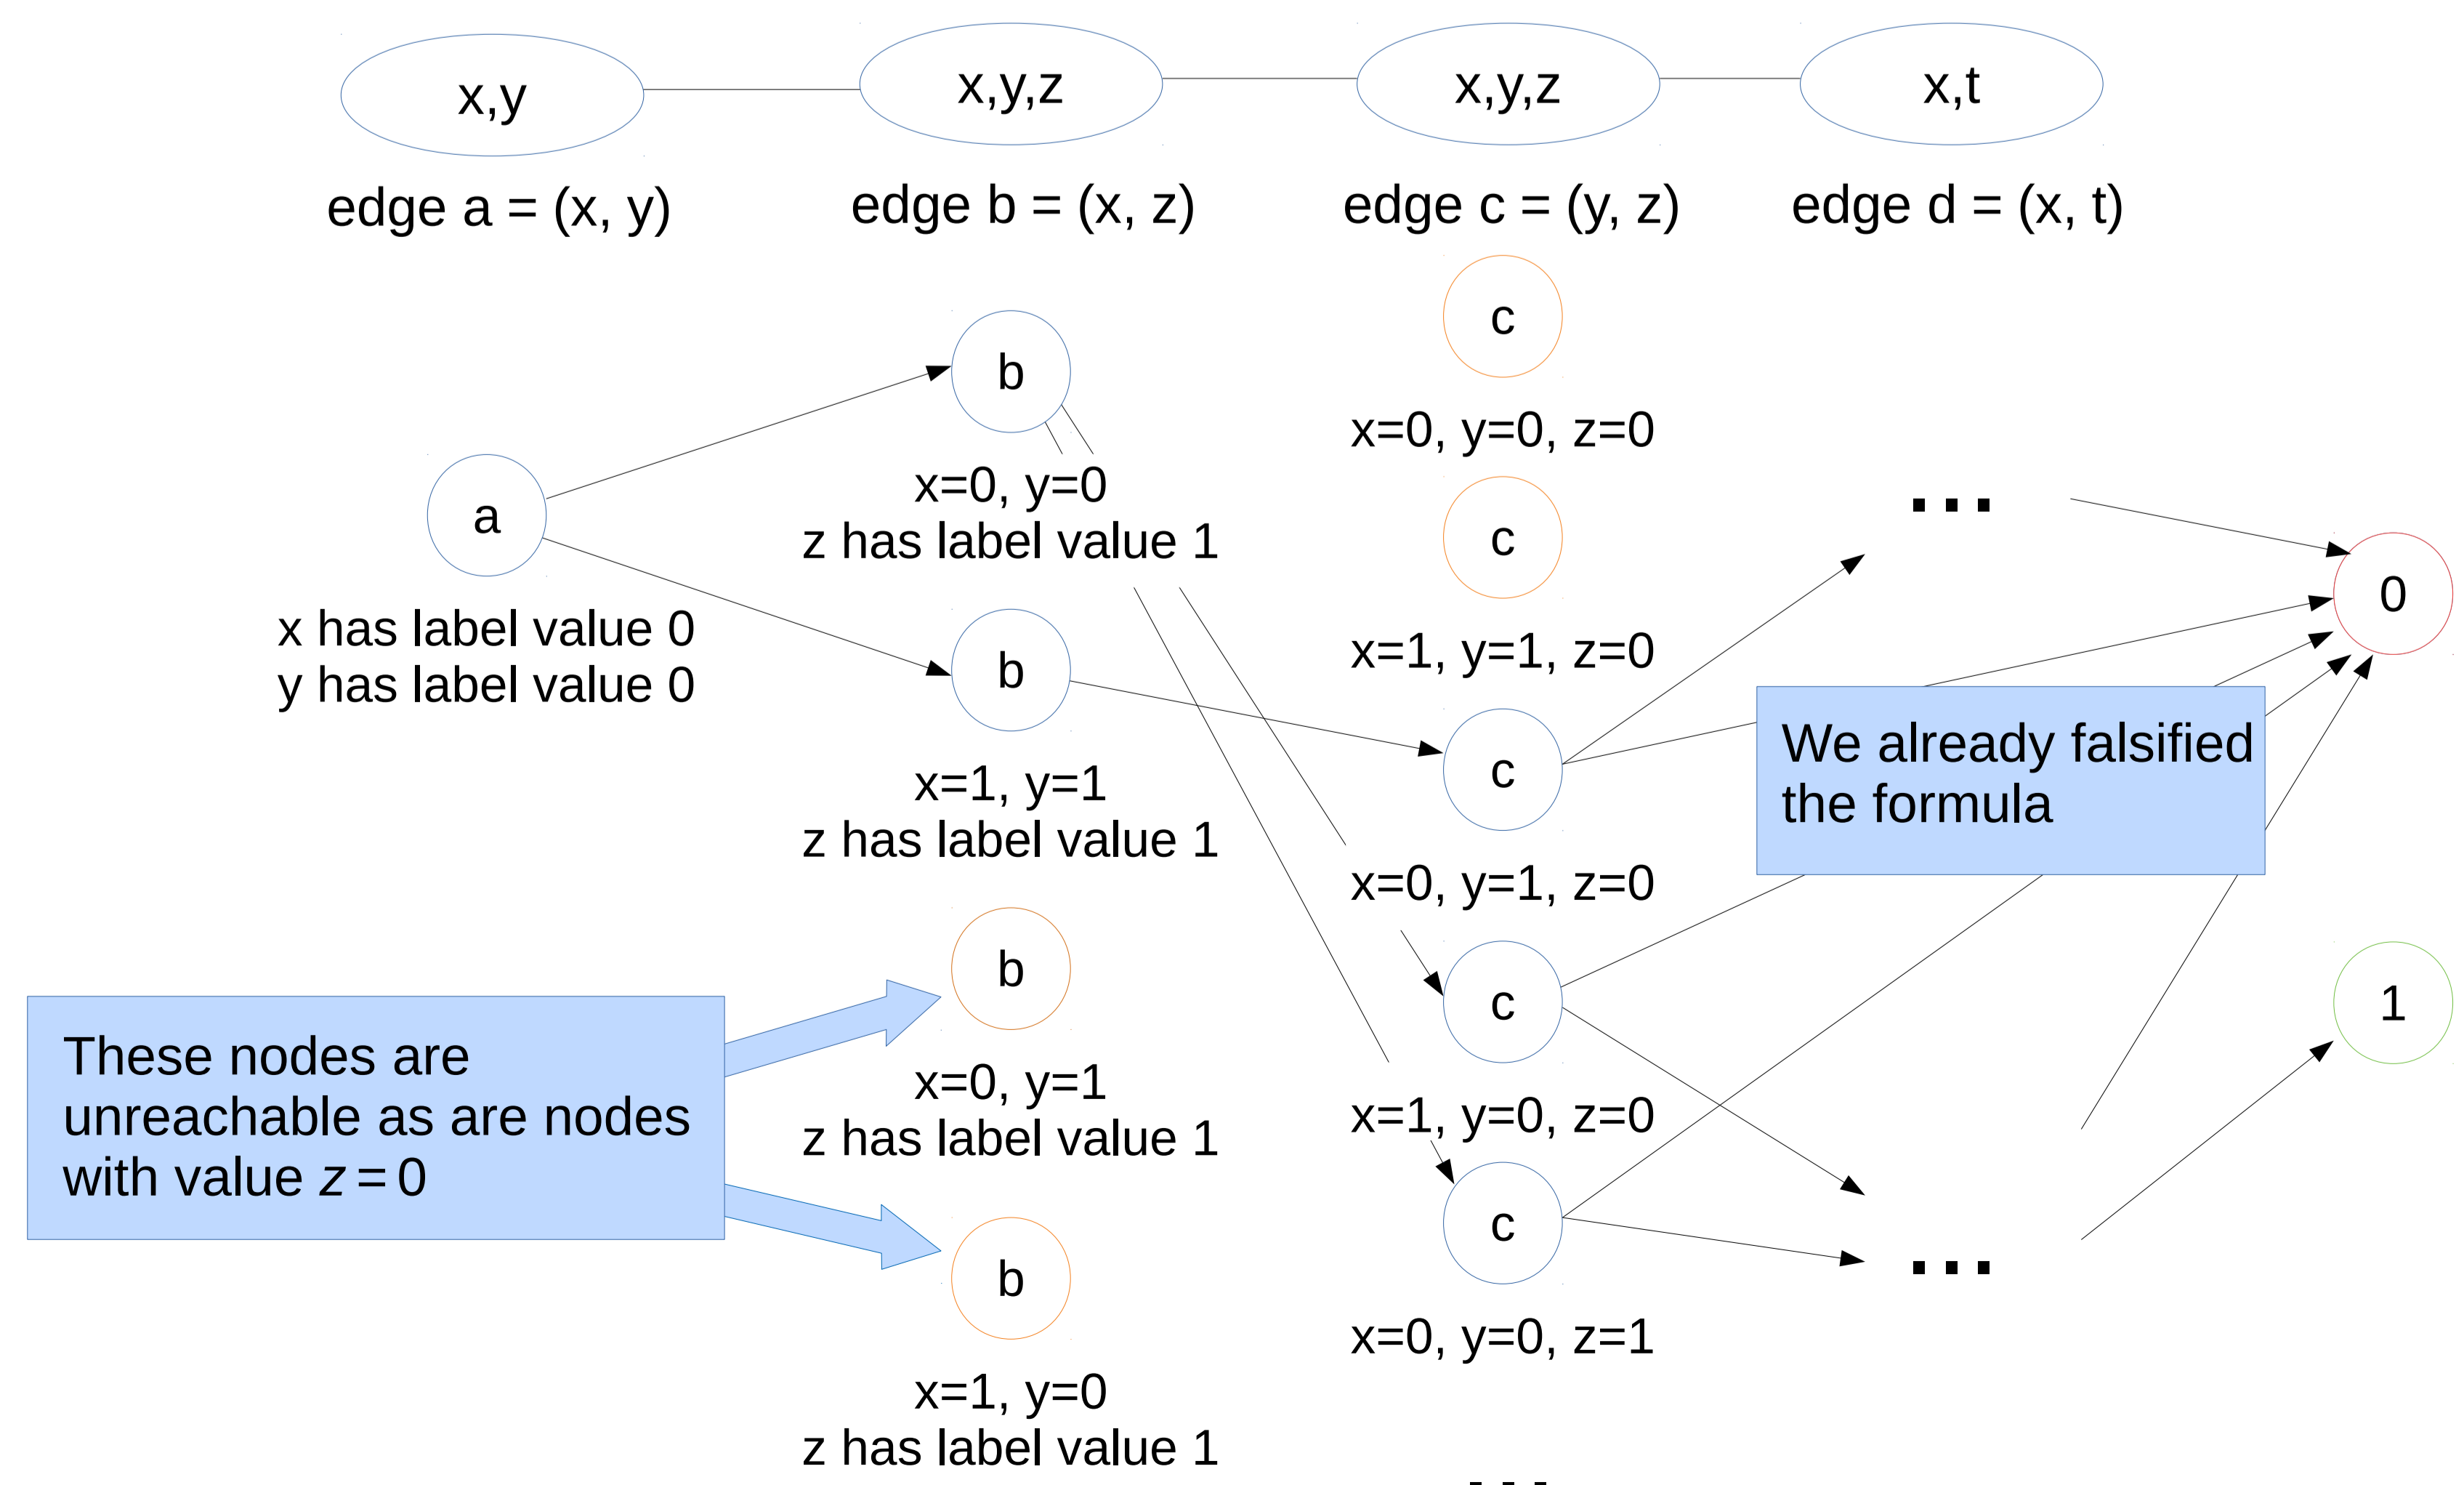 x,y
x,y,z
x,y,z
x,t
edge a = (x, y)
edge b = (x, z)
edge c = (y, z)
edge d = (x, t)
a
x has label value 0
y has label value 0
b
x=0, y=0
z has label value 1
b
x=1, y=1
z has label value 1
b
x=0, y=1
z has label value 1
b
x=1, y=0
z has label value 1
These nodes are
unreachable as are nodes
with value z = 0
c
x=0, y=0, z=0
c
x=1, y=1, z=0
c
x=0, y=1, z=0
c
x=1, y=0, z=0
c
x=0, y=0, z=1
...
...
...
We already falsified
the formula
0
1